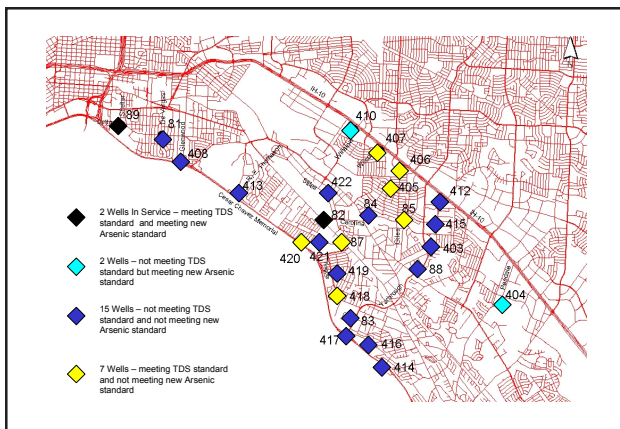 IH-10
89
81
410
407
406
405
408
413
422
412
84
85
415
82
Carolina
403
420
421
87
88
419
404
418
83
417
416
414
Cesar Chavez Memorial
IH-10
Yarbrough
2 Wells In Service – meeting TDS
standard and meeting new
Arsenic standard
2 Wells – not meeting TDS
standard but meeting new Arsenic
standard
15 Wells – not meeting TDS
standard and not meeting new
Arsenic standard
7 Wells – meeting TDS standard
and not meeting new Arsenic
standard